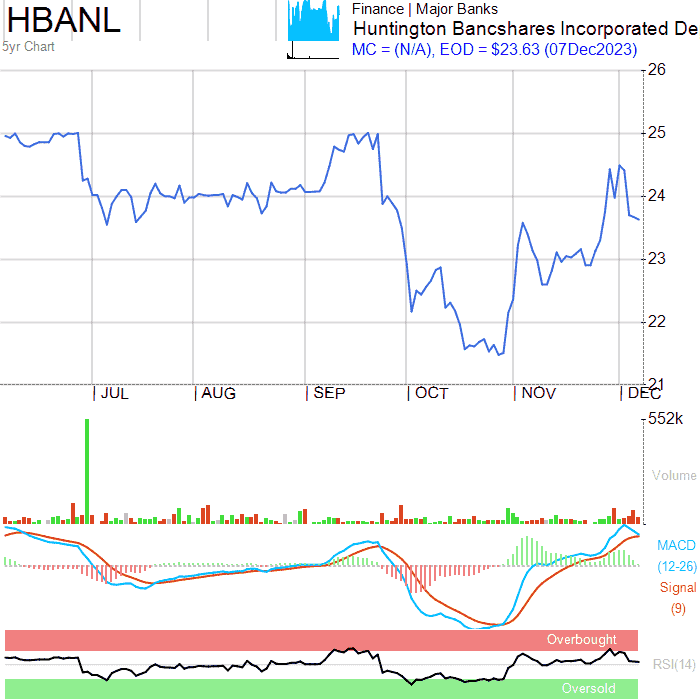 HBANL
5yr Chart
Finance | Major Banks
Huntington Bancshares Incorporated De
MC = (N/A), EOD = $23.63 (07Dec2023)
26
25
24
23
22
21
JUL AUG SEP OCT NOV DEC
552k
Volume
MACD
(12-26)
Signal
(9)
Overbought
RSI(14)
Oversold